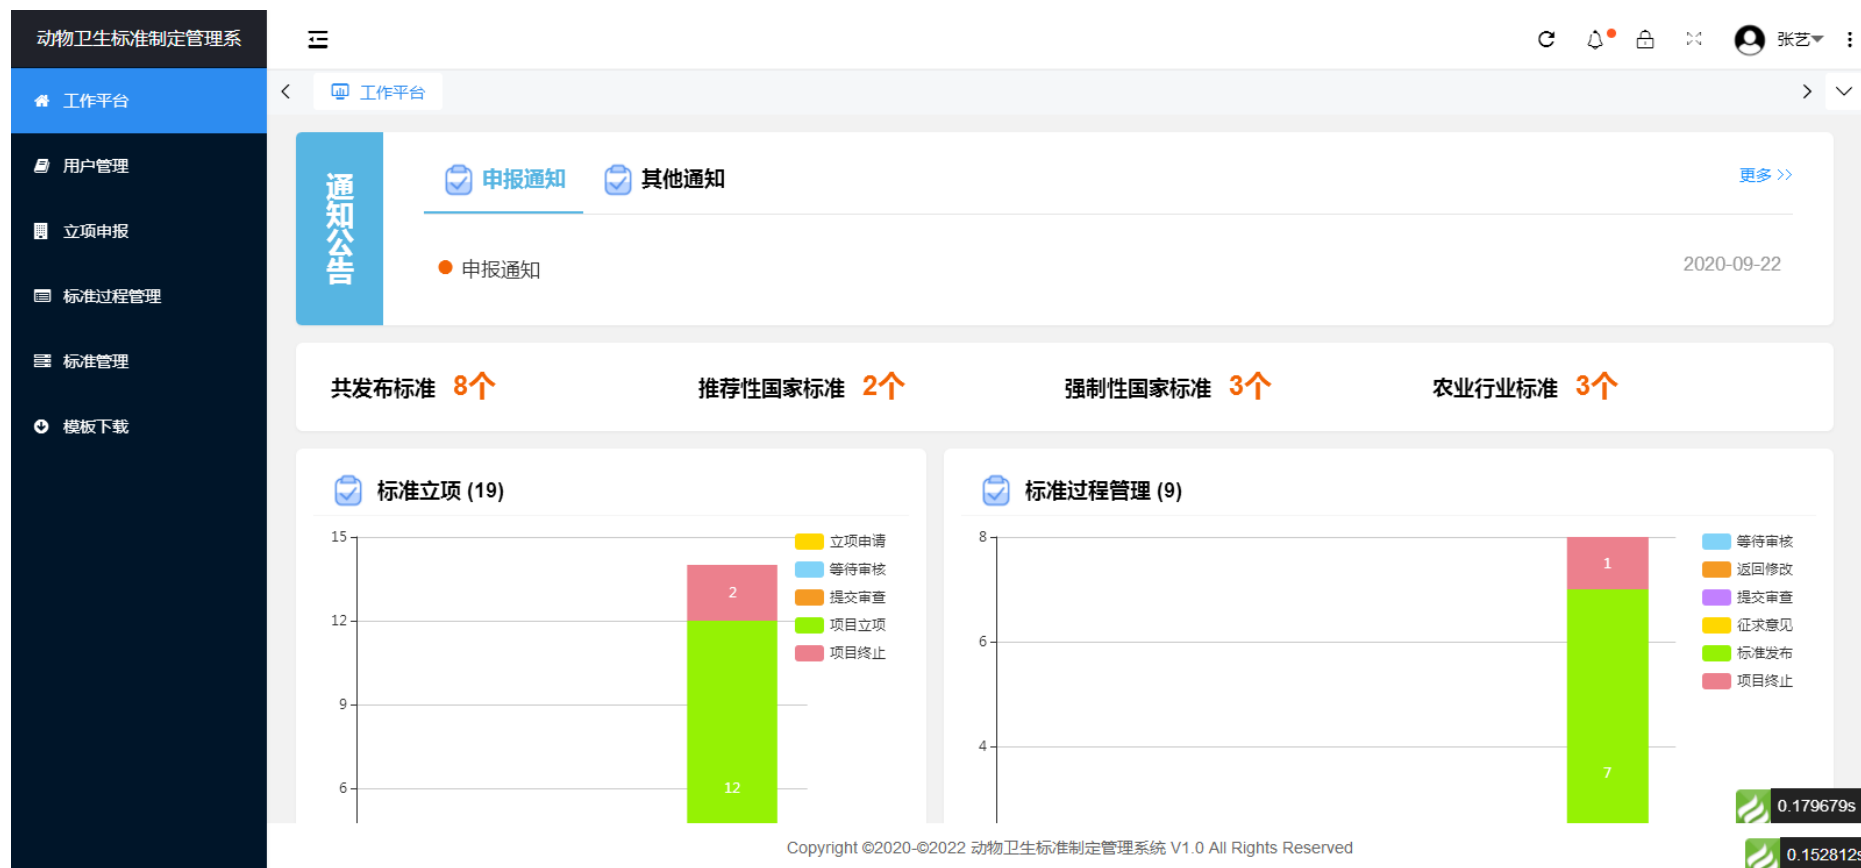 动物卫生标准制定管理系
张艺
工作平台
工作平台
用户管理
立项申报
标准过程管理
标准管理
模板下载
通知公告
申报通知
其他通知
更多
申报通知
2020-09-22
共发布标准 8个
推荐性国家标准 2个
强制性国家标准 3个
农业行业标准 3个
标准立项 (19)
15
12
9
6
2
12
立项申请
等待审核
提交审查
项目立项
项目终止
标准过程管理 (9)
8
6
4
1
7
等待审核
返回修改
提交审查
征求意见
标准发布
项目终止
0.179679s
Copyright ©2020-©2022 动物卫生标准制定管理系统 V1.0 All Rights Reserved
0.152812s